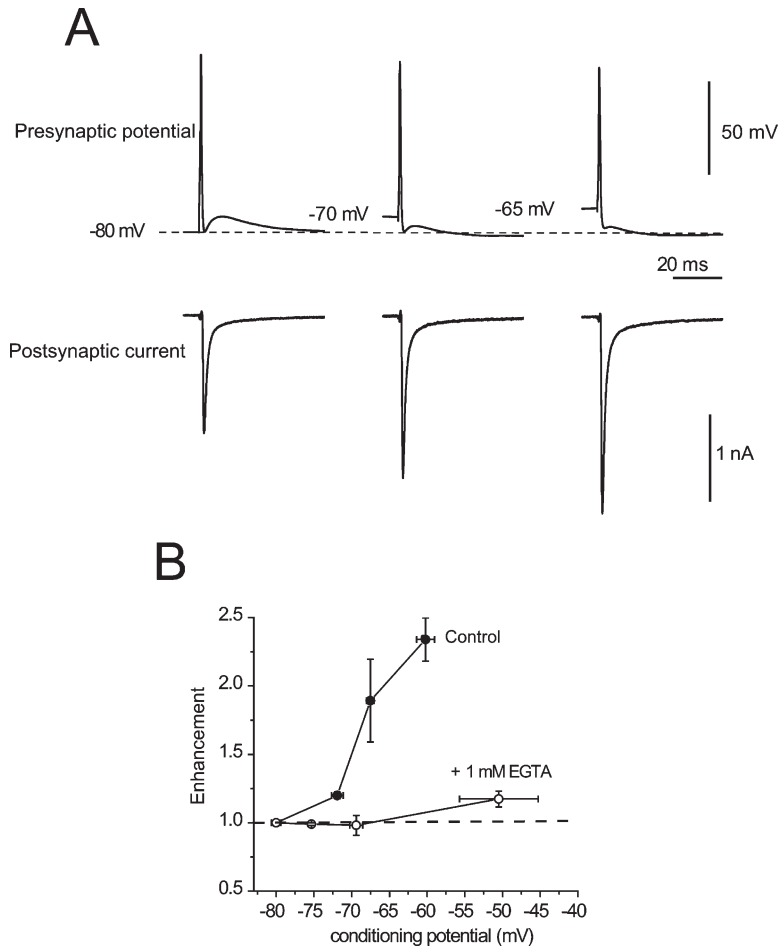 A
Presynaptic potential
50 mV
-70 mV
-65 mV
-80 mV
20 ms
Postsynaptic current
1 nA
B
2.5
Control
2.0
Enhancement
1.5
+ 1 mM EGTA
1.0
0.5
-80 -75 -70 -65 -60 -55 -50 -45 -40
conditioning potential (mV)